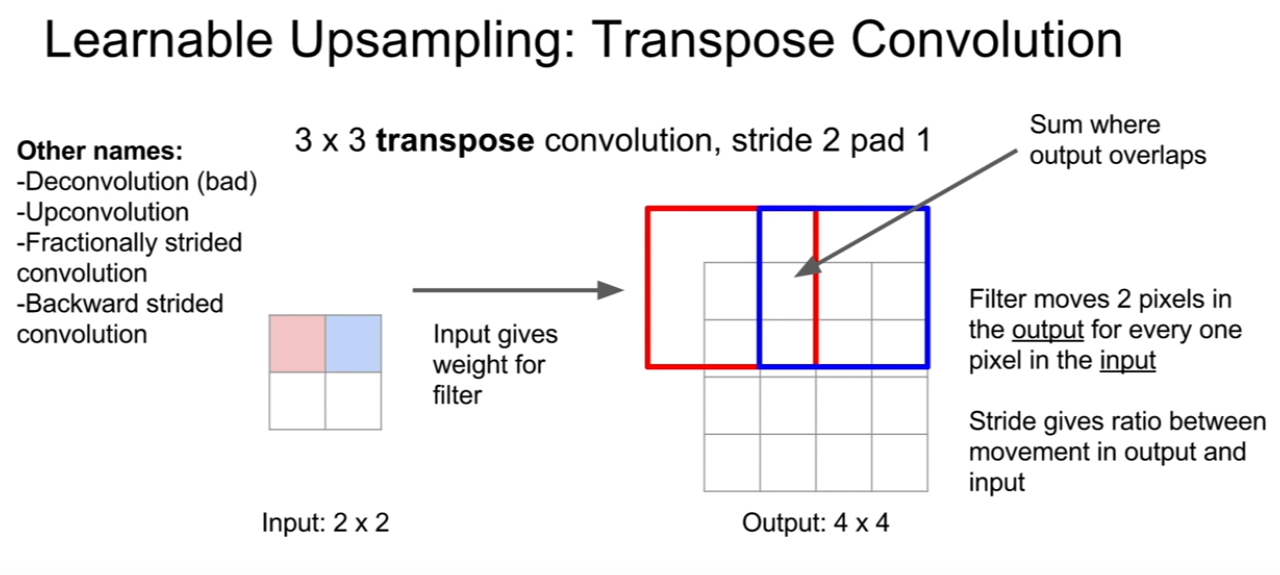 Learnable Upsampling: Transpose Convolution
Other names:
-Deconvolution (bad)
-Upconvolution
-Fractionally strided
convolution
-Backward strided
convolution
3 x 3 transpose convolution, stride 2 pad 1
Sum where
output overlaps
Input gives
weight for
filter
Filter moves 2 pixels in
the output for every one
pixel in the input
Stride gives ratio between
movement in output and
input
Input: 2 x 2
Output: 4 x 4